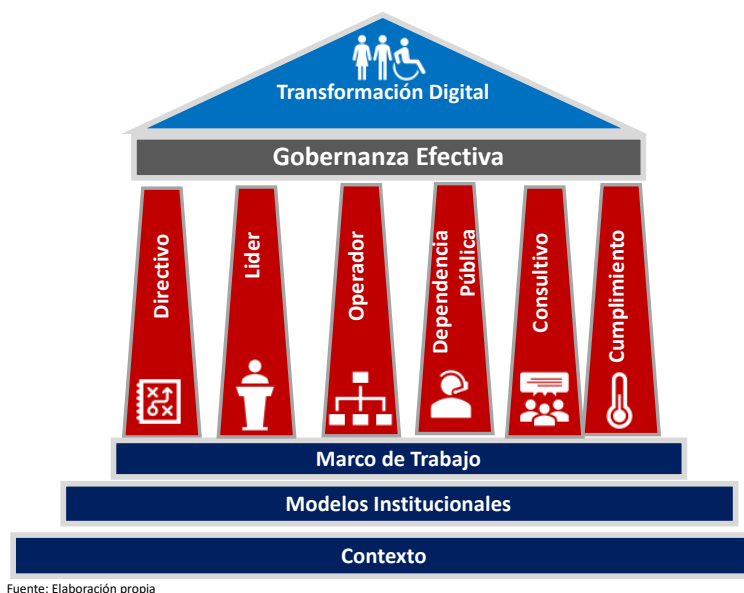 Transformación Digital
Gobernanza Efectiva
Directivo
Lider
Operador
Dependencia
Pública
Consultivo
Cumplimiento
Marco de Trabajo
Modelos Institucionales
Contexto
Fuente: Elaboración propia